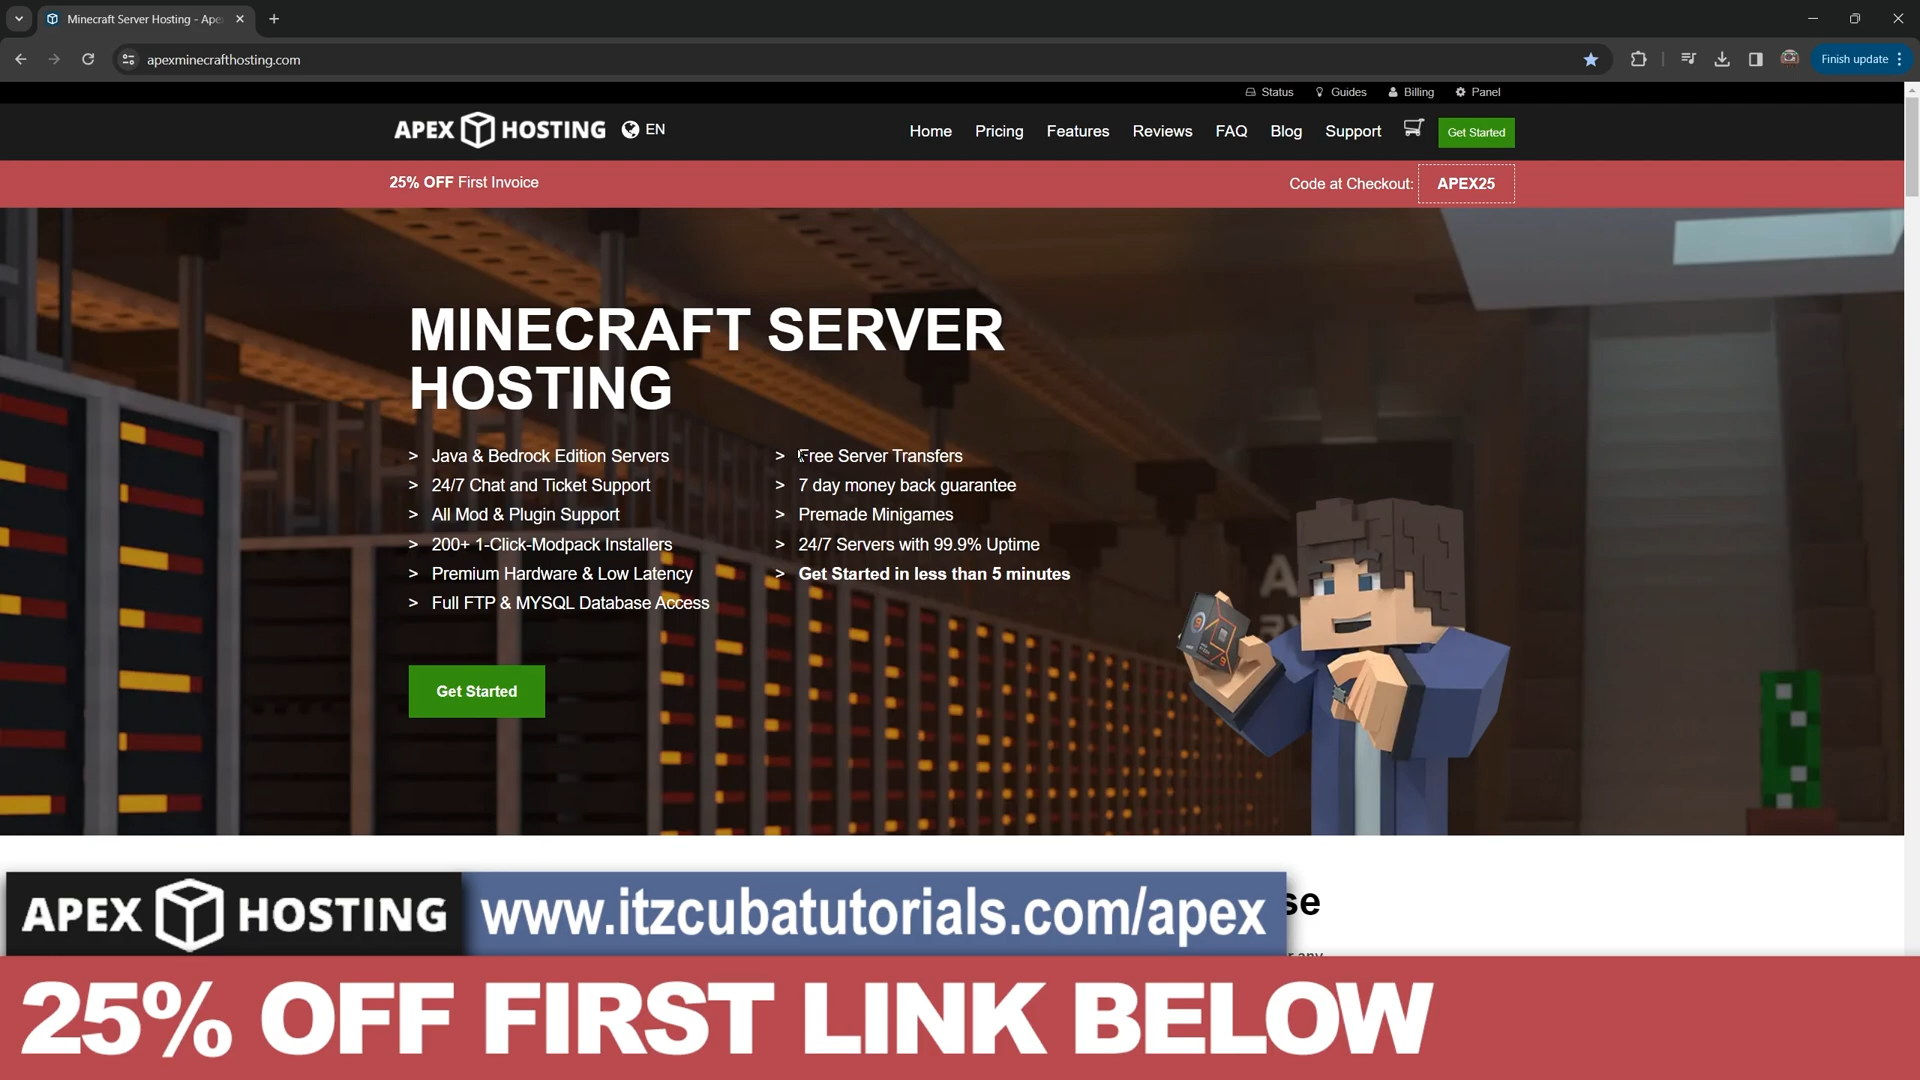 Minecraft Server Hosting - Ape
apexminecrafthosting.com
Finish update
Status Guides Billing Panel
APEX HOSTING EN
Home Pricing Features Reviews FAQ Blog Support Get Started
25% OFF First Invoice
Code at Checkout: APEX25
MINECRAFT SERVER
HOSTING
> Java & Bedrock Edition Servers
> 24/7 Chat and Ticket Support
> All Mod & Plugin Support
> 200+ 1-Click-Modpack Installers
> Premium Hardware & Low Latency
> Full FTP & MYSQL Database Access
> Free Server Transfers
> 7 day money back guarantee
> Premade Minigames
> 24/7 Servers with 99.9% Uptime
> Get Started in less than 5 minutes
Get Started
se
APEX HOSTING www.itzcubatutorials.com/apex
25% OFF FIRST LINK BELOW